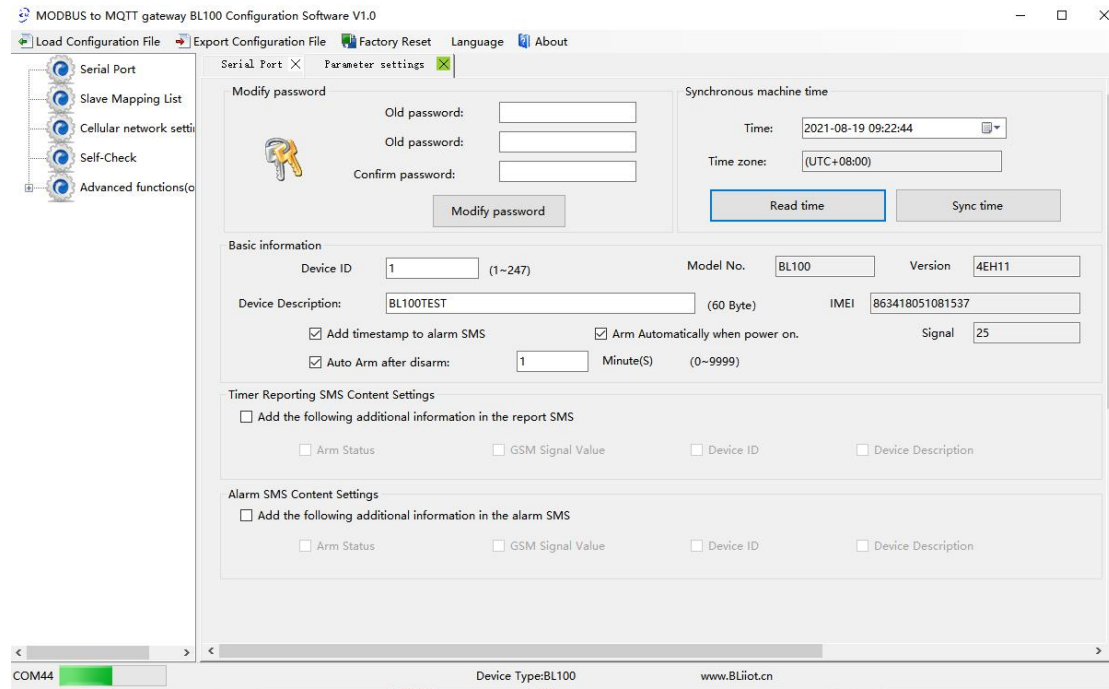 MODBUS to MQTT gateway BL100 Configuration Software V1.0
Load Configuration File Export Configuration File Factory Reset Language About
Serial Port
Slave Mapping List
Cellular network setti
Self-Check
Advanced functions(o
Serial Port Parameter settings
Modify password
Old password:
Old password:
Confirm password:
Modify password
Synchronous machine time
Time: 2021-08-19 09:22:44
Time zone: (UTC+08:00)
Read time Sync time
Basic information
Device ID 1 (1~247) Model No. BL100 Version 4EH11
Device Description: BL100TEST (60 Byte) IMEI 863418051081537
Add timestamp to alarm SMS Arm Automatically when power on. Signal 25
Auto Arm after disarm: 1 Minute(S) (0~9999)
Timer Reporting SMS Content Settings
Add the following additional information in the report SMS
Arm Status GSM Signal Value Device ID Device Description
Alarm SMS Content Settings
Add the following additional information in the alarm SMS
Arm Status GSM Signal Value Device ID Device Description
COM44 Device Type:BL100 www.BLiiot.cn